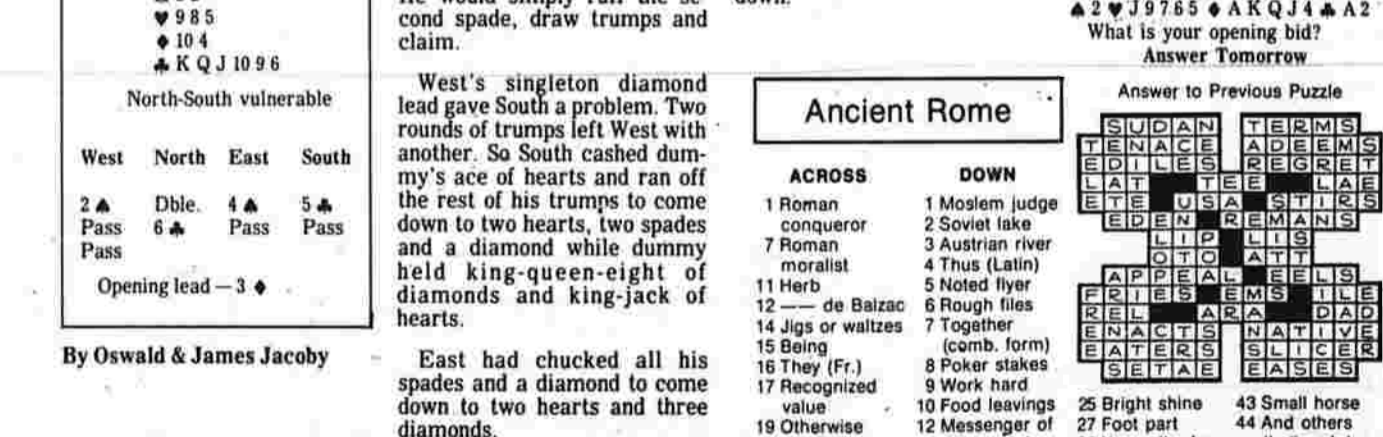 ♥ 9 8 5
♦ 10 4
♣ K Q J 10 9 6
North-South vulnerable
West North East South
2 ♠ Dble. 4 ♠ 5 ♣
Pass 6 ♣ Pass Pass
Pass
Opening lead — 3 ♦
By Oswald & James Jacoby
cond spade, draw trumps and
claim.
West's singleton diamond
lead gave South a problem. Two
rounds of trumps left West with
another. So South cashed dum-
my's ace of hearts and ran off
the rest of his trumps to come
down to two hearts, two spades
and a diamond while dummy
held king-queen-eight of
diamonds and king-jack of
hearts.
East had chucked all his
spades and a diamond to come
down to two hearts and three
diamonds.
♠ 2 ♥ J 9 7 6 5 ♦ A K Q J 4 ♣ A 2
What is your opening bid?
Answer Tomorrow
Ancient Rome
ACROSS
1 Roman
conqueror
7 Roman
moralist
11 Herb
12 —— de Balzac
14 Jigs or waltzes
15 Being
16 They (Fr.)
17 Recognized
value
19 Otherwise
DOWN
1 Moslem judge
2 Soviet lake
3 Austrian river
4 Thus (Latin)
5 Noted flyer
6 Rough files
7 Together
(comb. form)
8 Poker stakes
9 Work hard
10 Food leavings
12 Messenger of
Answer to Previous Puzzle
SUDAN TERMS
TENACE ADEEMS
EDILES REGRET
LAT TEE LAE
ETE USA STIRS
EDEN REMANS
LIP LIS
OTO ATT
APPEAL EELS
FRIES EMS ILE
REL ARA DAD
ENACTS NATIVE
EATERS SLICER
SETAE EASES
25 Bright shine
27 Foot part
43 Small horse
44 And others